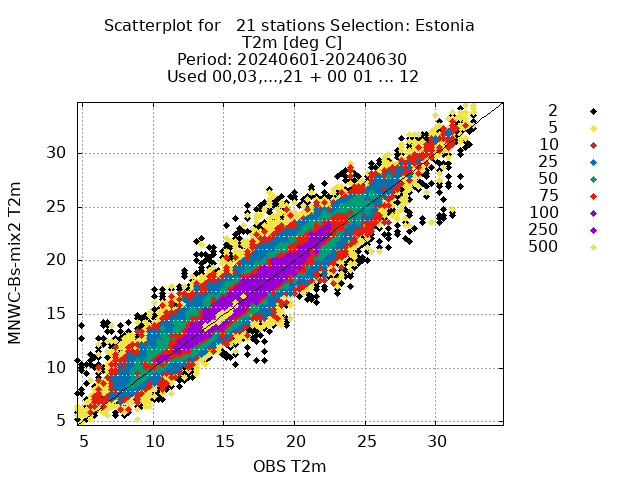 Scatterplot for   21 stations Selection: Estonia
T2m [deg C]
Period: 20240601-20240630
Used 00,03,...,21 + 00 01 ... 12
2
5
10
25
50
75
100
250
500
MNWC-Bs-mix2 T2m
30
25
20
15
10
5
5 10 15 20 25 30
OBS T2m